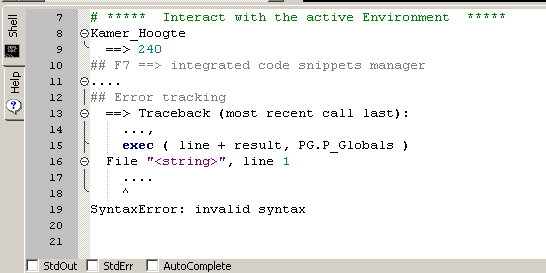 Shell
Help
7 # ***** Interact with the active Environment *****
8 Kamer_Hoogte
9 ==> 240
10 ## F7 ==> integrated code snippets manager
11 ....
12 ## Error tracking
13 ==> Traceback (most recent call last):
14 ...,
15 exec ( line + result, PG.P_Globals )
16 File "<string>", line 1
17 ....
18 ^
19 SyntaxError: invalid syntax
20
21
StdOut StdErr AutoComplete